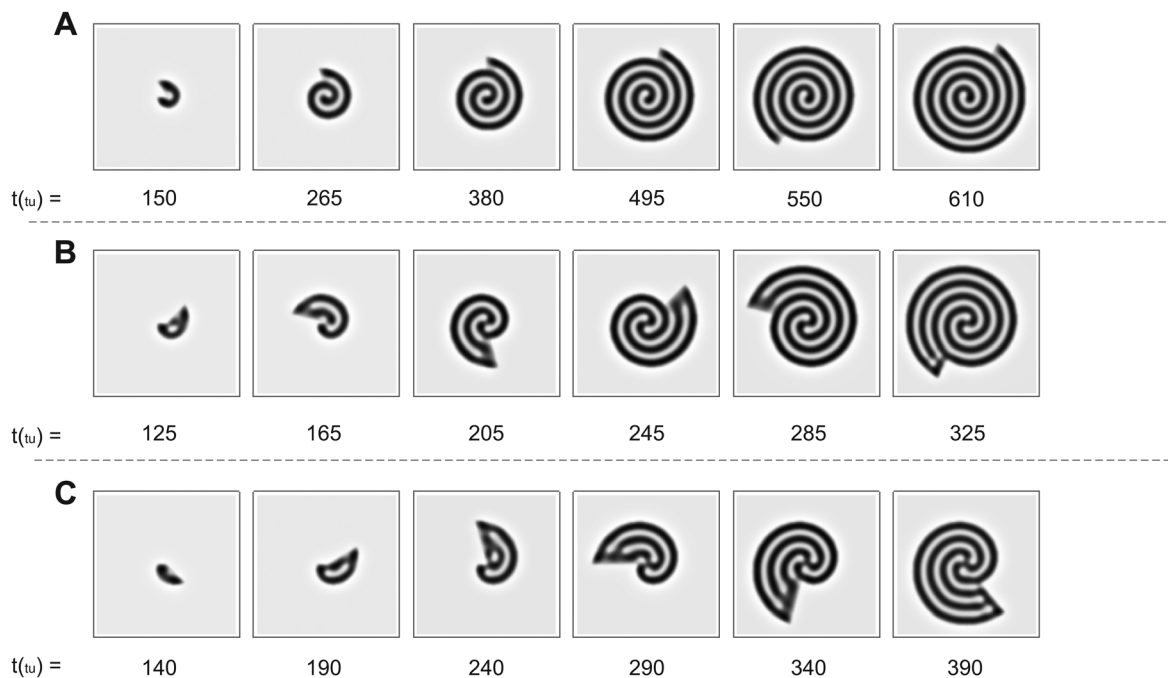 A
t(tu) = 150 265 380 495 550 610
B
t(tu) = 125 165 205 245 285 325
C
t(tu) = 140 190 240 290 340 390